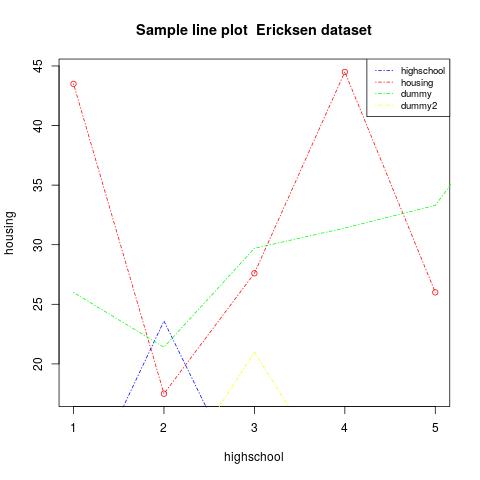 Sample line plot  Ericksen dataset
highschool
housing
dummy
dummy2
45
40
35
30
25
20
housing
1 2 3 4 5
highschool